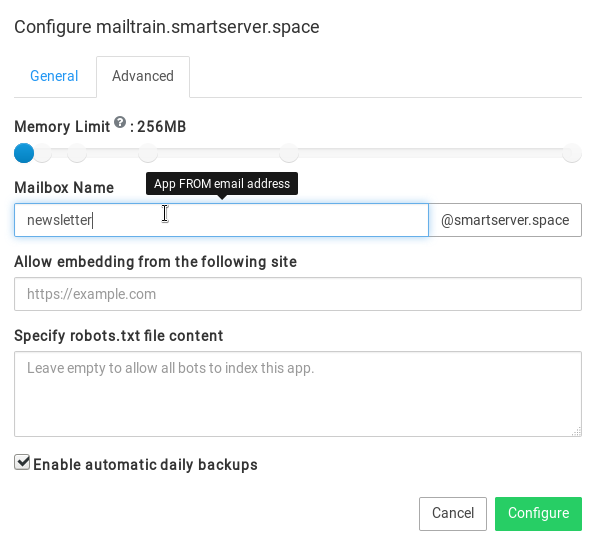 Configure mailtrain.smartserver.space
General Advanced
Memory Limit ? : 256MB
App FROM email address
Mailbox Name
newsletter @smartserver.space
Allow embedding from the following site
https://example.com
Specify robots.txt file content
Leave empty to allow all bots to index this app.
Enable automatic daily backups
Cancel Configure